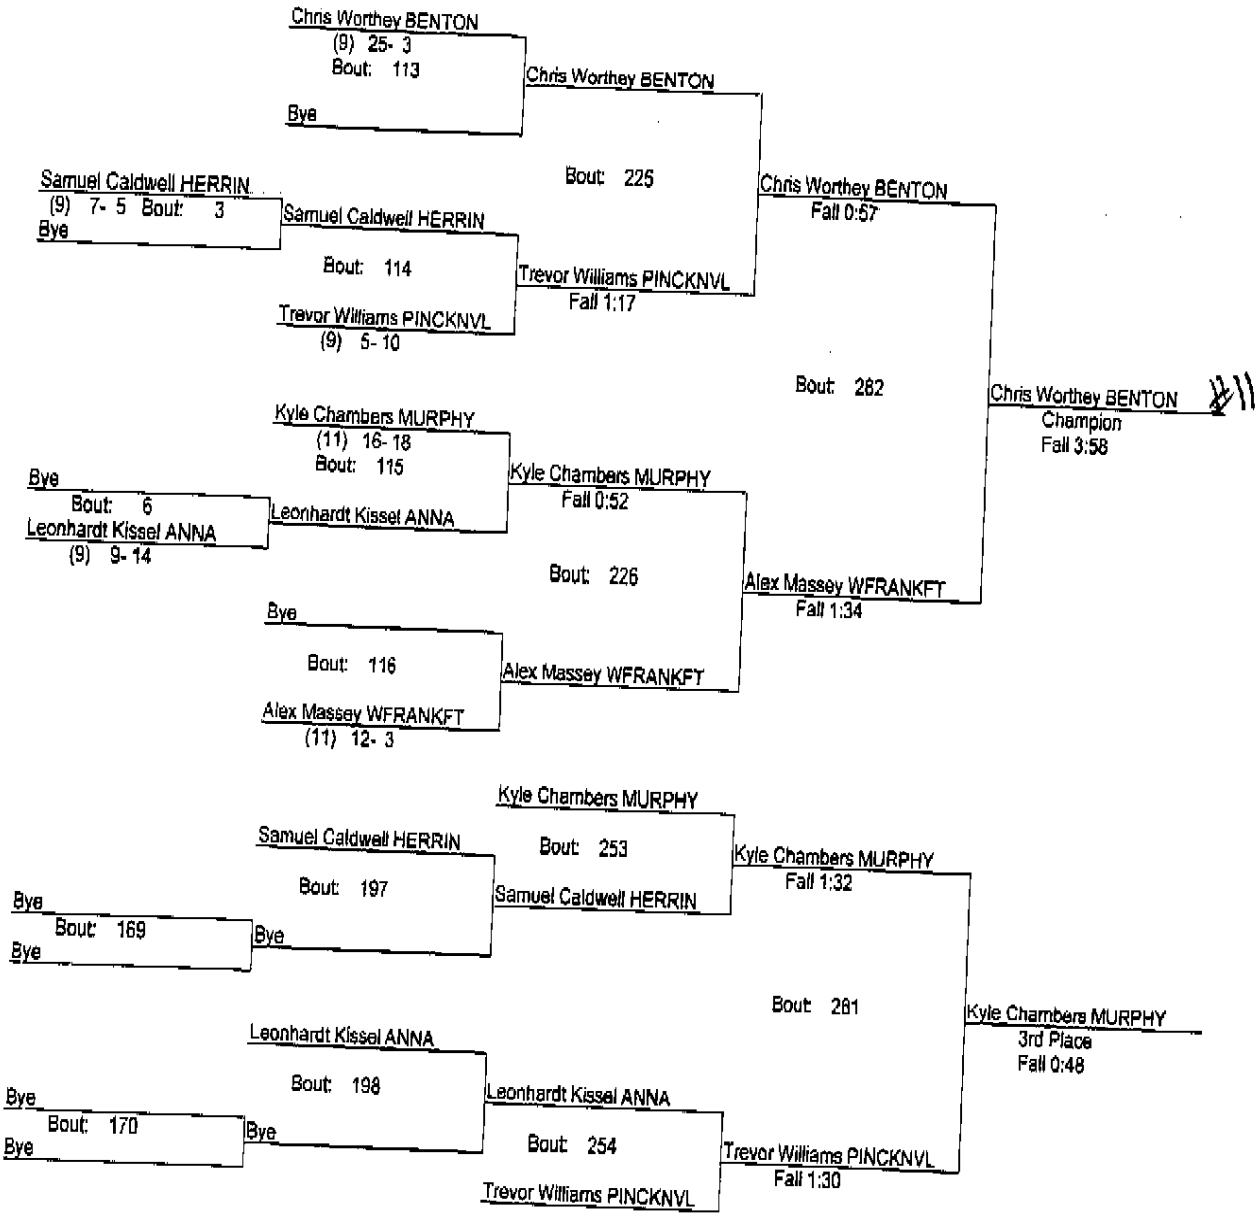 Chris Worthey BENTON
(9) 25- 3
Bout: 113
Chris Worthey BENTON
Bye
Bout: 225
Samuel Caldwell HERRIN
(9) 7- 5 Bout: 3
Bye
Samuel Caldwell HERRIN
Chris Worthey BENTON
Fall 0:57
Bout: 114
Trevor Williams PINCKNVL
Fall 1:17
Trevor Williams PINCKNVL
(9) 5- 10
Bout: 282
Chris Worthey BENTON
Champion
Fall 3:58
#11
Kyle Chambers MURPHY
(11) 16- 18
Bout: 115
Kyle Chambers MURPHY
Fall 0:52
Bye
Bout: 6
Leonhardt Kissel ANNA
(9) 9- 14
Leonhardt Kissel ANNA
Bout: 226
Alex Massey WFRANKFT
Fall 1:34
Bye
Bout: 116
Alex Massey WFRANKFT
Alex Massey WFRANKFT
(11) 12- 3
Kyle Chambers MURPHY
Samuel Caldwell HERRIN
Bout: 253
Kyle Chambers MURPHY
Fall 1:32
Bout: 197
Samuel Caldwell HERRIN
Bye
Bout: 169
Bye
Bye
Bout: 281
Kyle Chambers MURPHY
3rd Place
Fall 0:48
Leonhardt Kissel ANNA
Bout: 198
Leonhardt Kissel ANNA
Bye
Bout: 170
Bye
Bye
Bout: 254
Trevor Williams PINCKNVL
Fall 1:30
Trevor Williams PINCKNVL